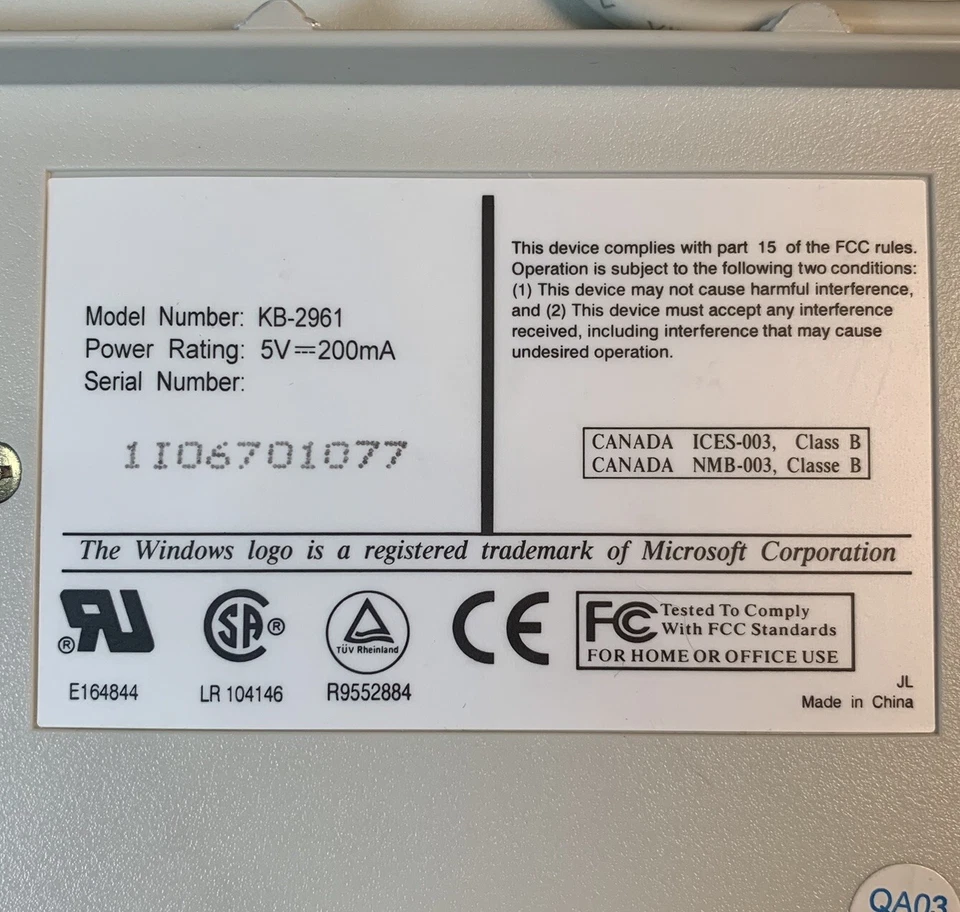 Model Number: KB-2961
Power Rating: 5V⎓200mA
Serial Number:
1I06701077
This device complies with part 15 of the FCC rules.
Operation is subject to the following two conditions:
(1) This device may not cause harmful interference,
and (2) This device must accept any interference
received, including interference that may cause
undesired operation.
CANADA ICES-003, Class B
CANADA NMB-003, Classe B
The Windows logo is a registered trademark of Microsoft Corporation
RU ®
E164844
SA ®
LR 104146
TÜV Rheinland
R9552884
CE
FC Tested To Comply
With FCC Standards
FOR HOME OR OFFICE USE
JL
Made in China
QA03